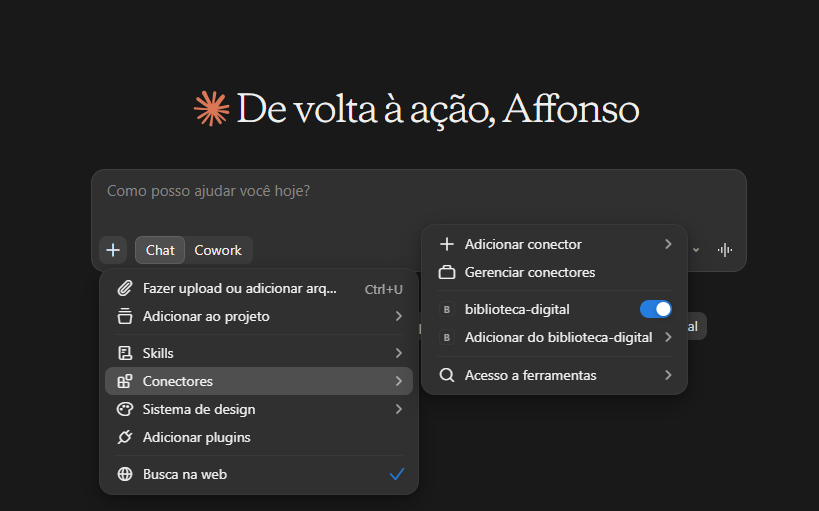 De volta à ação, Affonso
Como posso ajudar você hoje?
Chat
Cowork
Fazer upload ou adicionar arq...
Ctrl+U
Adicionar ao projeto
Skills
Conectores
Sistema de design
Adicionar plugins
Busca na web
Adicionar conector
Gerenciar conectores
B biblioteca-digital
B Adicionar do biblioteca-digital
Acesso a ferramentas